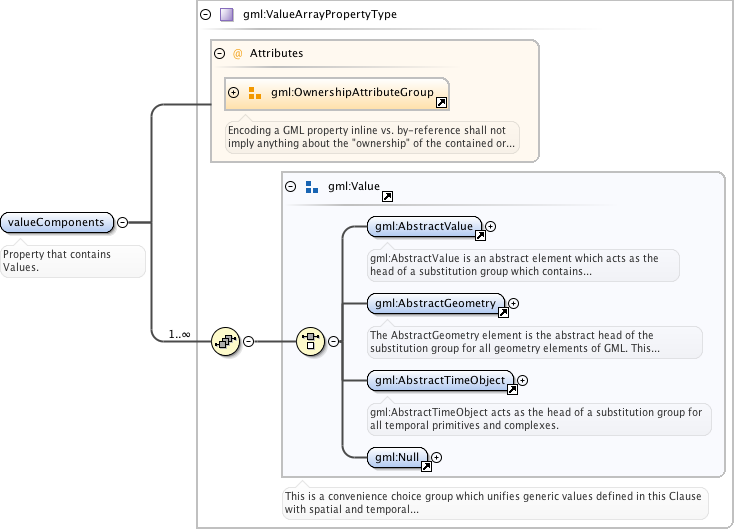 gml:ValueArrayPropertyType
@ Attributes
gml:OwnershipAttributeGroup
Encoding a GML property inline vs. by-reference shall not
imply anything about the "ownership" of the contained or...
gml:Value
valueComponents
Property that contains
Values.
gml:AbstractValue
gml:AbstractValue is an abstract element which acts as the
head of a substitution group which contains...
gml:AbstractGeometry
1..∞
The AbstractGeometry element is the abstract head of the
substitution group for all geometry elements of GML. This...
gml:AbstractTimeObject
gml:AbstractTimeObject acts as the head of a substitution group for
all temporal primitives and complexes.
gml:Null
This is a convenience choice group which unifies generic values defined in this Clause
with spatial and temporal...